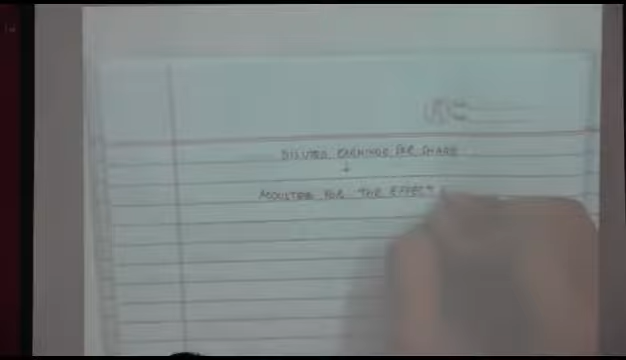 DILUTED EARNINGS PER SHARE
↓
ADJUSTED FOR THE EFFECT